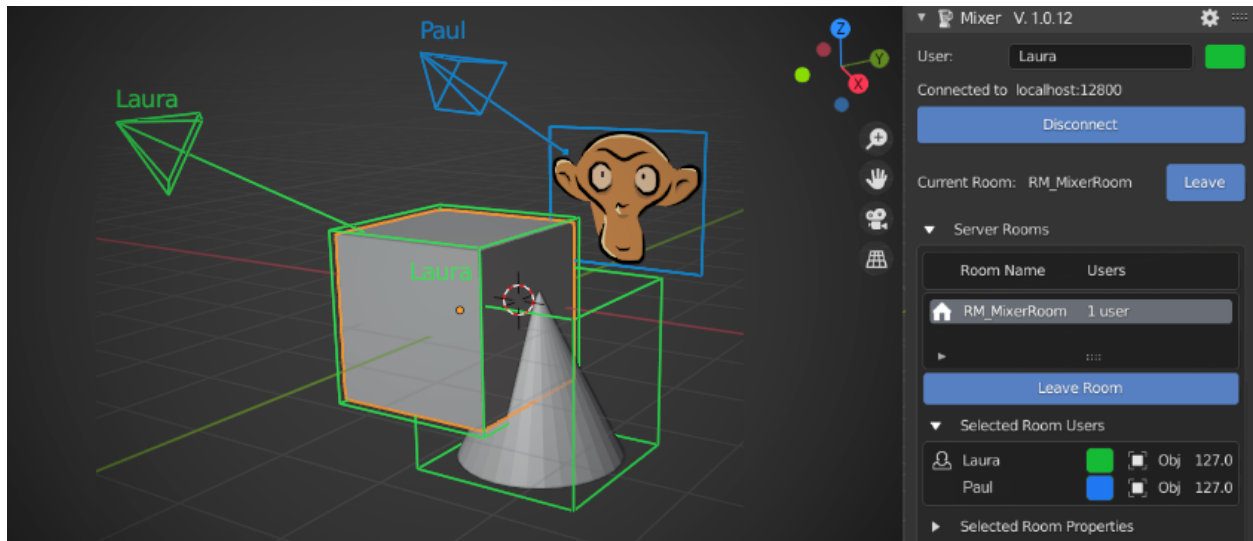 Paul
Laura
Laura
Z
Y
X
Mixer V. 1.0.12
User: Laura
Connected to localhost:12800
Disconnect
Current Room: RM_MixerRoom Leave
Server Rooms
Room Name Users
RM_MixerRoom 1 user
Leave Room
Selected Room Users
Laura Obj 127.0
Paul Obj 127.0
Selected Room Properties